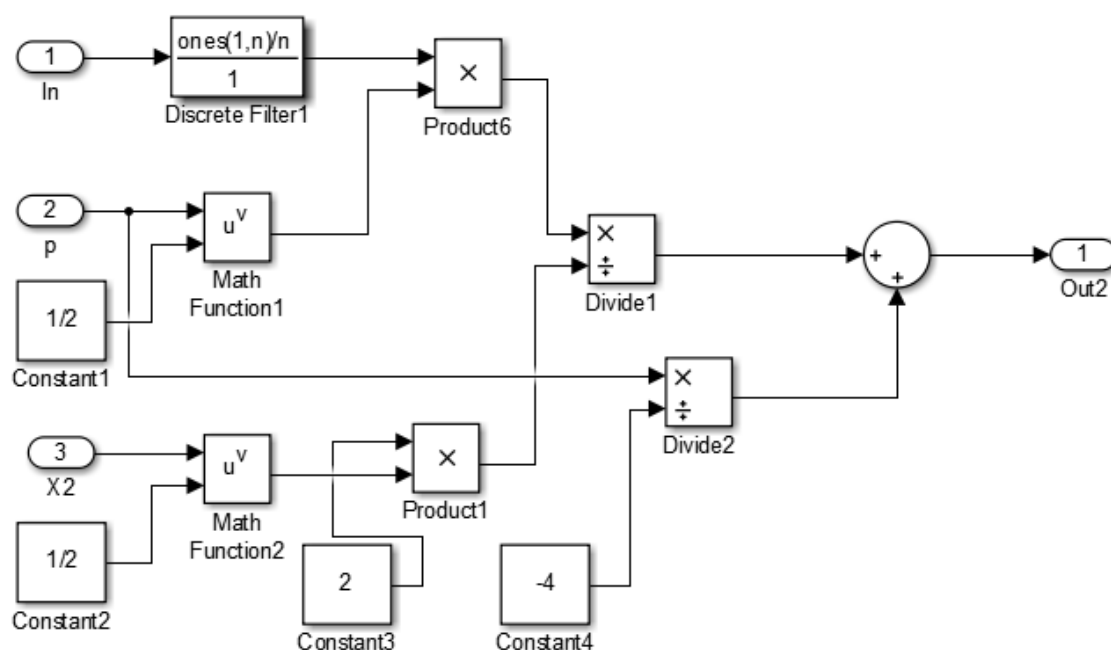 1
In
ones(1,n)/n
1
Discrete Filter1
×
Product6
2
p
u^v
Math
Function1
1/2
Constant1
×
÷
Divide1
+
+
1
Out2
×
÷
Divide2
3
X2
u^v
Math
Function2
×
Product1
1/2
Constant2
2
Constant3
-4
Constant4